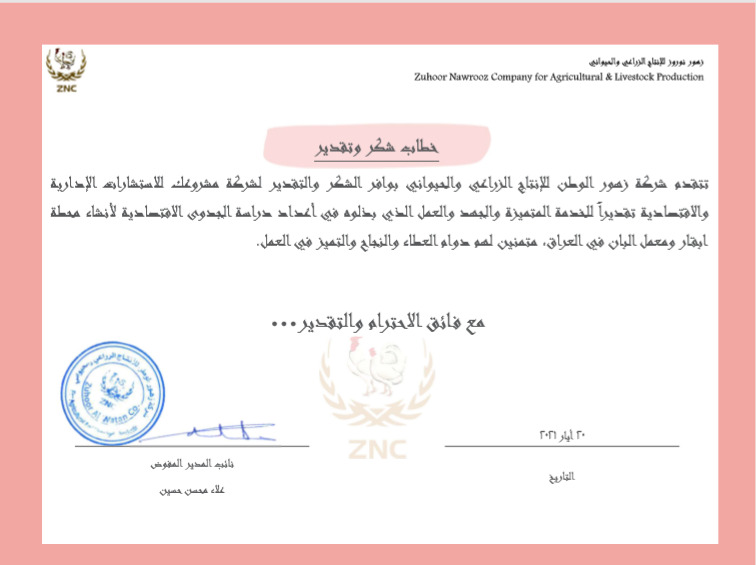 ZNC
زهور نوروز للإنتاج الزراعي والحيواني
Zuhoor Nawrooz Company for Agricultural & Livestock Production
خطاب شكر وتقدير
تتقدم شركة زهور الوطن للإنتاج الزراعي والحيواني بوافر الشكر والتقدير لشركة مشروعك للاستشارات الإدارية
والاقتصادية تقديراً للخدمة المتميزة والجهد والعمل الذي بذلوه في أعداد دراسة الجدوى الاقتصادية لأنشاء محطة
ابقار ومعمل البان في العراق، متمنين لهم دوام العطاء والنجاح والتميز في العمل.
مع فائق الاحترام والتقدير...
ZNC
Zuhoor Al Watan Co.
ZNC
٢٠ أيار ٢٠٢١
التاريخ
نائب المدير المفوض
علاء محسن حسين